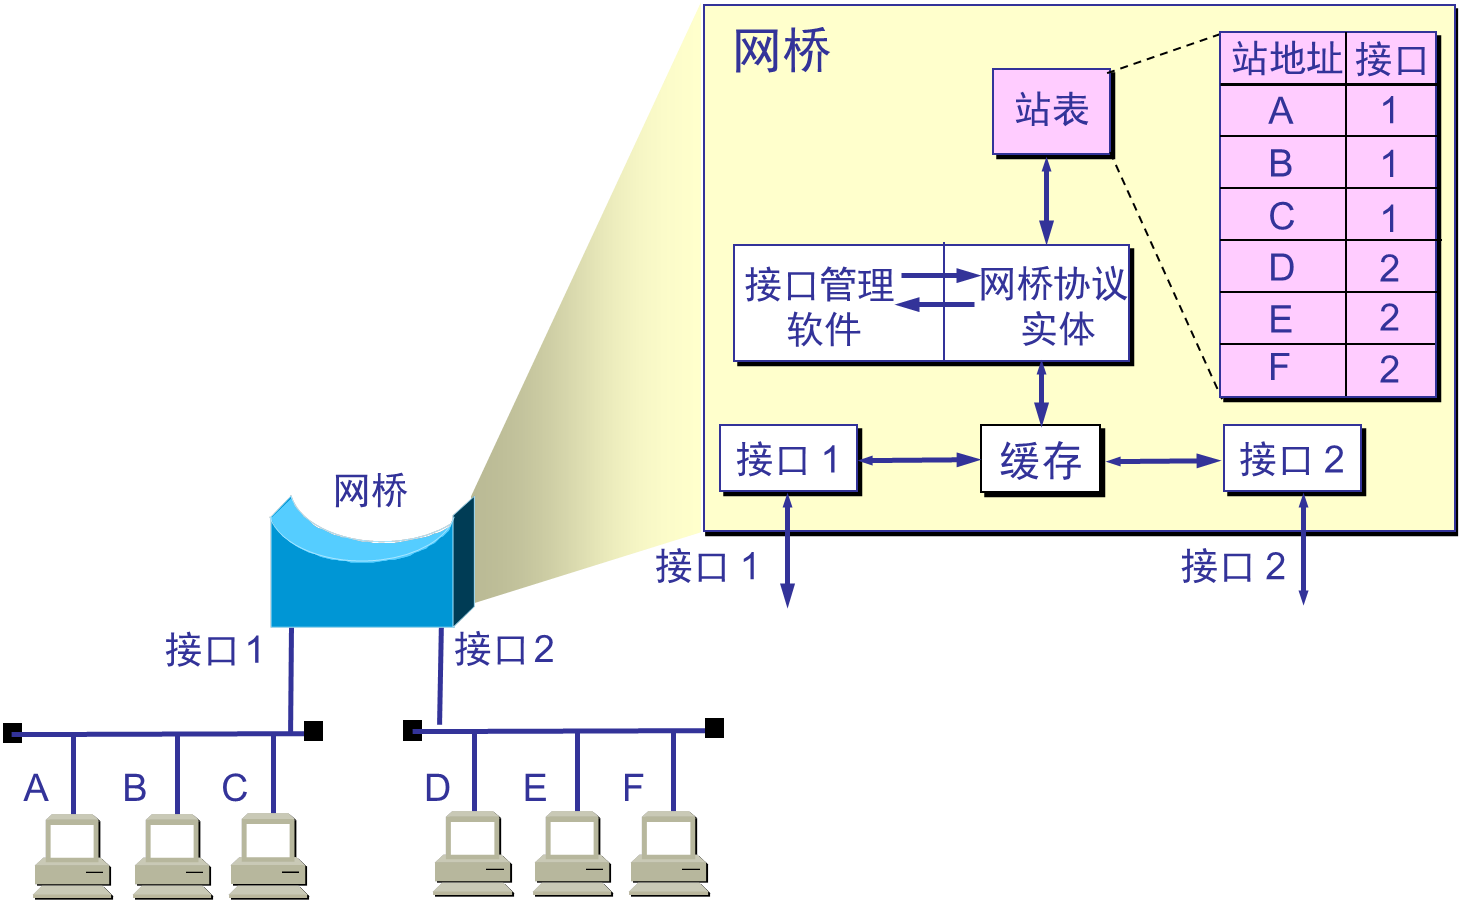 网桥
站表
站地址 接口
A 1
B 1
C 1
D 2
E 2
F 2
接口管理
软件
网桥协议
实体
接口 1
缓存
接口 2
接口 1
接口 2
网桥
接口 1
接口 2
A B C
D E F